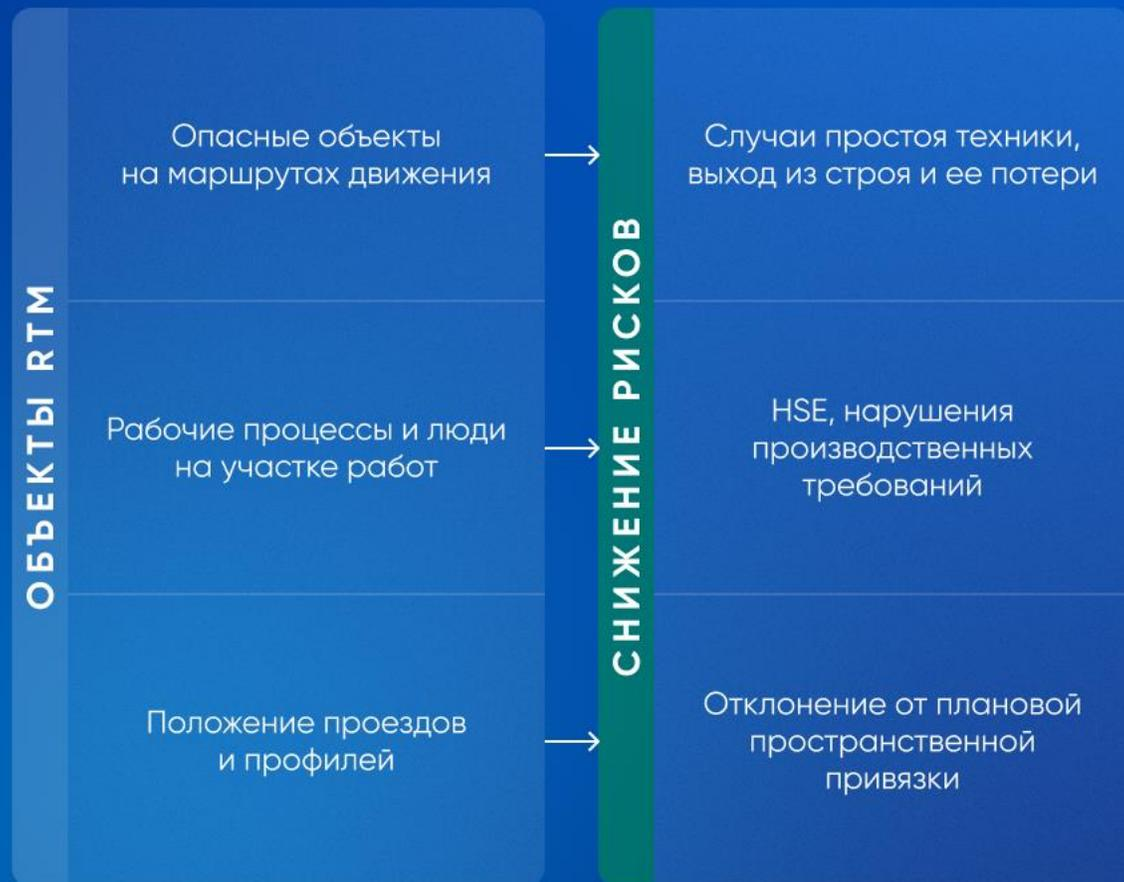 ОБЪЕКТЫ RTM
Опасные объекты
на маршрутах движения
Рабочие процессы и люди
на участке работ
Положение проездов
и профилей
СНИЖЕНИЕ РИСКОВ
Случаи простоя техники,
выход из строя и ее потери
HSE, нарушения
производственных
требований
Отклонение от плановой
пространственной
привязки